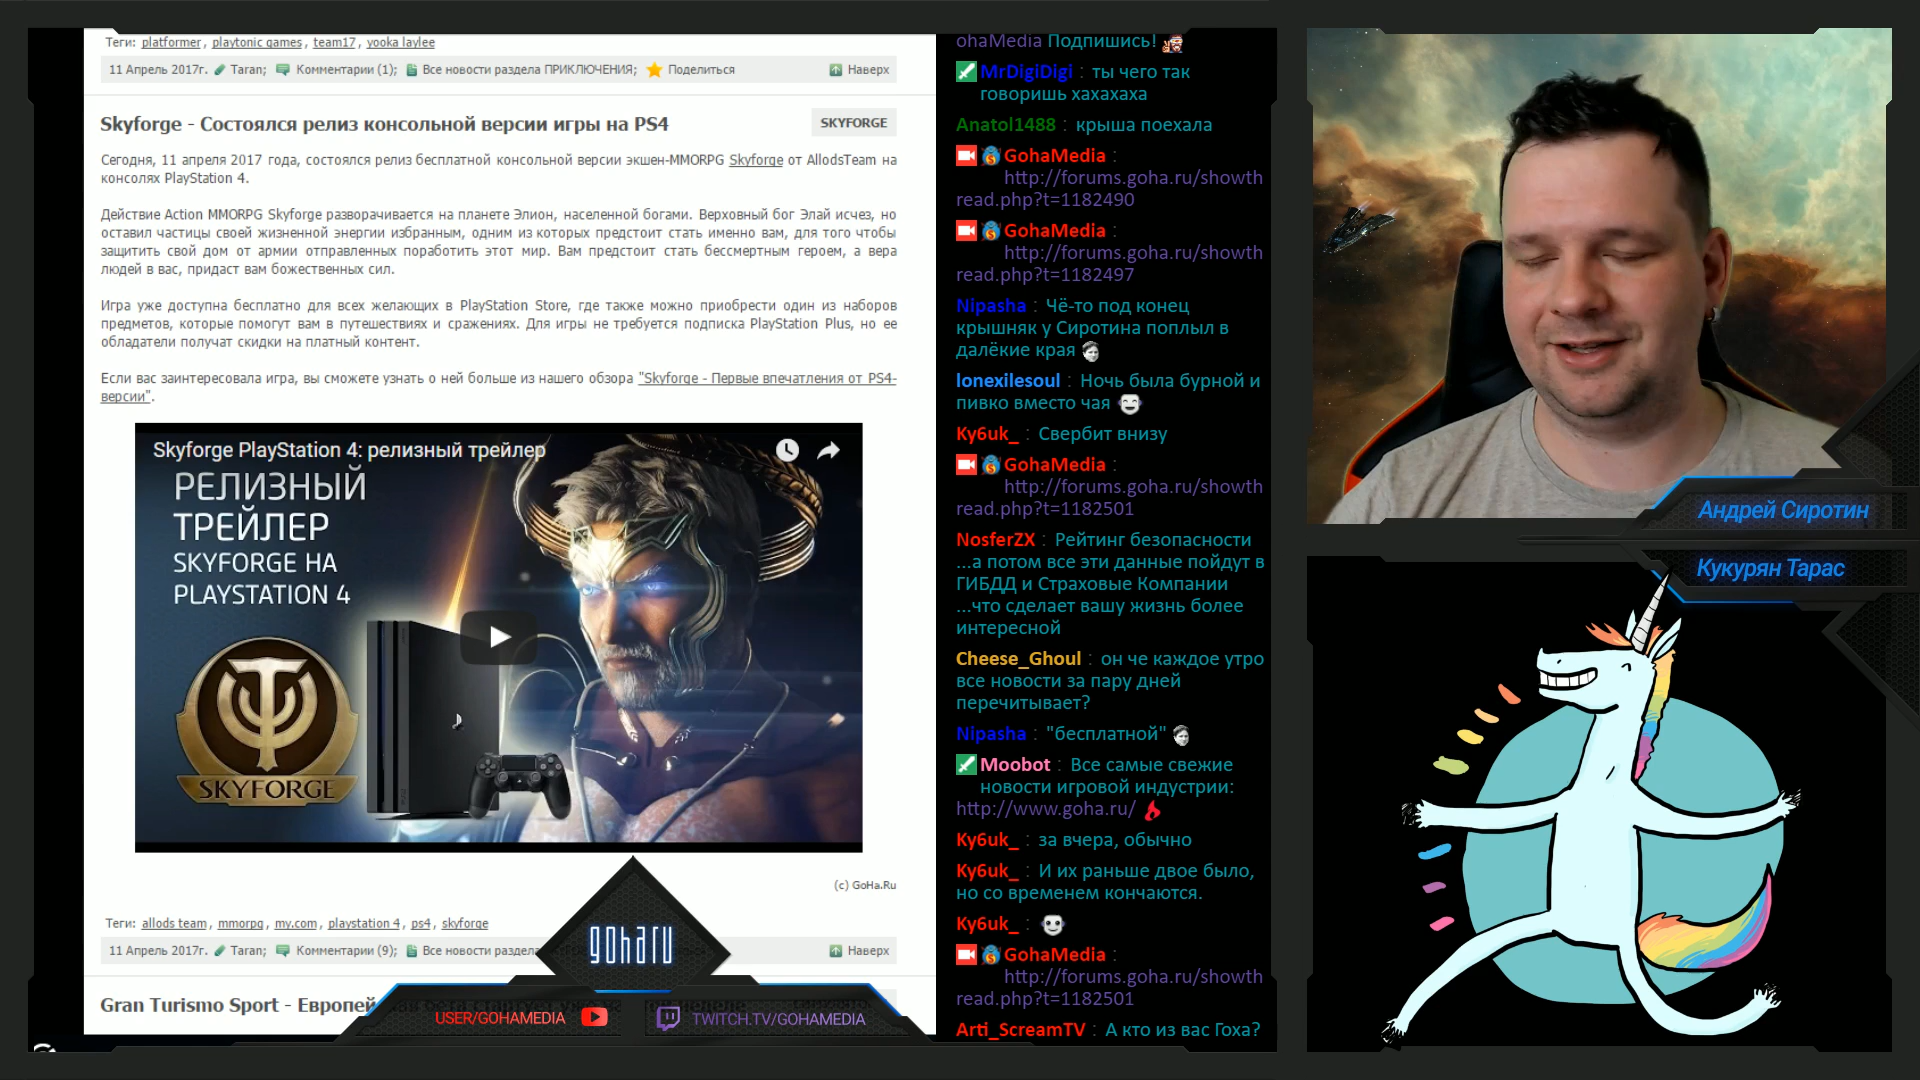 Теги: platformer , playtonic games , team17 , yooka laylee
11 Апрель 2017г. Taran; Комментарии (1); Все новости раздела ПРИКЛЮЧЕНИЯ; Поделиться Наверх
Skyforge - Состоялся релиз консольной версии игры на PS4
SKYFORGE
Сегодня, 11 апреля 2017 года, состоялся релиз бесплатной консольной версии экшен-MMORPG Skyforge от AllodsTeam на
консолях PlayStation 4.
Действие Action MMORPG Skyforge разворачивается на планете Элион, населенной богами. Верховный бог Элай исчез, но
оставил частицы своей жизненной энергии избранным, одним из которых предстоит стать именно вам, для того чтобы
защитить свой дом от армии отправленных поработить этот мир. Вам предстоит стать бессмертным героем, а вера
людей в вас, придаст вам божественных сил.
Игра уже доступна бесплатно для всех желающих в PlayStation Store, где также можно приобрести один из наборов
предметов, которые помогут вам в путешествиях и сражениях. Для игры не требуется подписка PlayStation Plus, но ее
обладатели получат скидки на платный контент.
Если вас заинтересовала игра, вы сможете узнать о ней больше из нашего обзора "Skyforge - Первые впечатления от PS4-
версии".
Skyforge PlayStation 4: релизный трейлер
РЕЛИЗНЫЙ
ТРЕЙЛЕР
SKYFORGE НА
PLAYSTATION 4
SKYFORGE
(c) GoHa.Ru
Теги: allods team , mmorpg , my.com , playstation 4 , ps4 , skyforge
11 Апрель 2017г. Taran; Комментарии (9); Все новости раздела Наверх
Gran Turismo Sport - Европей
goharu
USER/GOHAMEDIA
TWITCH.TV/GOHAMEDIA
ohaMedia Подпишись!
MrDigiDigi : ты чего так
говоришь хахахаха
Anatol1488 : крыша поехала
GohaMedia :
http://forums.goha.ru/showth
read.php?t=1182490
GohaMedia :
http://forums.goha.ru/showth
read.php?t=1182497
Nipasha : Чё-то под конец
крышняк у Сиротина поплыл в
далёкие края
lonexilesoul : Ночь была бурной и
пивко вместо чая
Ky6uk_ : Свербит внизу
GohaMedia :
http://forums.goha.ru/showth
read.php?t=1182501
NosferZX : Рейтинг безопасности
...а потом все эти данные пойдут в
ГИБДД и Страховые Компании
...что сделает вашу жизнь более
интересной
Cheese_Ghoul : он че каждое утро
все новости за пару дней
перечитывает?
Nipasha : "бесплатной"
Moobot : Все самые свежие
новости игровой индустрии:
http://www.goha.ru/
Ky6uk_ : за вчера, обычно
Ky6uk_ : И их раньше двое было,
но со временем кончаются.
Ky6uk_ :
GohaMedia :
http://forums.goha.ru/showth
read.php?t=1182501
Arti_ScreamTV : А кто из вас Гоха?
Андрей Сиротин
Кукурян Тарас